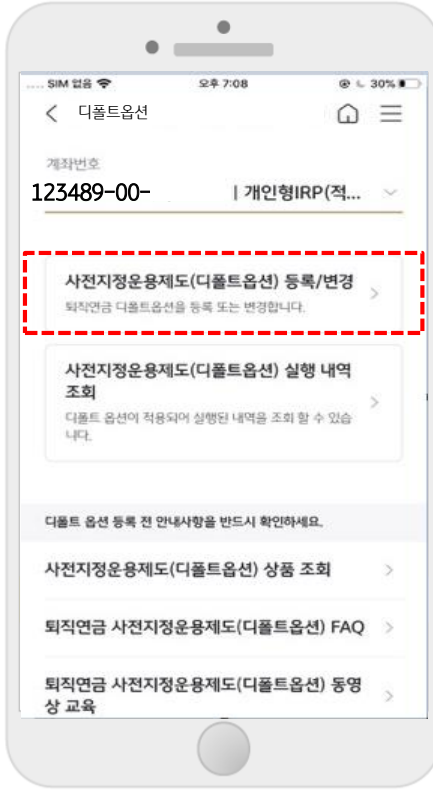 .... SIM 없음 오후 7:08 30%
디폴트옵션
계좌번호
123489-00- | 개인형IRP(적...
사전지정운용제도(디폴트옵션) 등록/변경
퇴직연금 디폴트옵션을 등록 또는 변경합니다.
사전지정운용제도(디폴트옵션) 실행 내역
조회
디폴트 옵션이 적용되어 실행된 내역을 조회 할 수 있습
니다.
디폴트 옵션 등록 전 안내사항을 반드시 확인하세요.
사전지정운용제도(디폴트옵션) 상품 조회
퇴직연금 사전지정운용제도(디폴트옵션) FAQ
퇴직연금 사전지정운용제도(디폴트옵션) 동영
상 교육